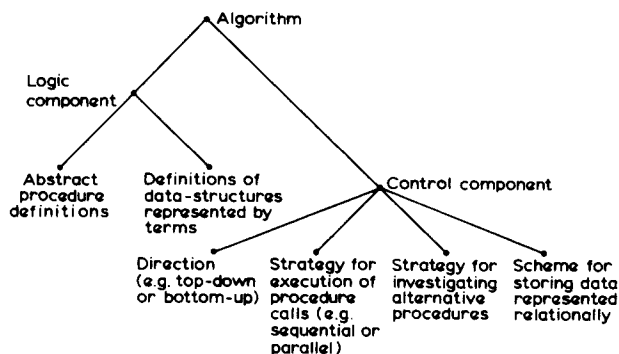 Algorithm
Logic
component
Abstract
procedure
definitions
Definitions of
data-structures
represented by
terms
Control component
Direction
(e.g. top-down
or bottom-up)
Strategy for
execution of
procedure
calls (e.g.
sequential or
parallel)
Strategy for
investigating
alternative
procedures
Scheme for
storing data
represented
relationally